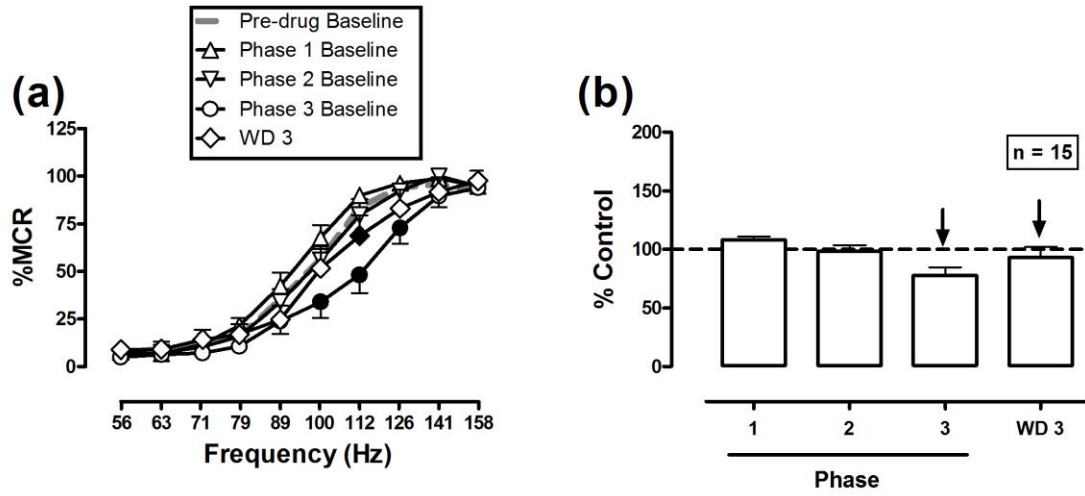 Pre-drug Baseline
Phase 1 Baseline
Phase 2 Baseline
Phase 3 Baseline
WD 3
(a)
125
100
75
50
25
0
%MCR
56 63 71 79 89 100 112 126 141 158
Frequency (Hz)
(b)
n = 15
200
150
100
50
0
% Control
1 2 3 WD 3
Phase